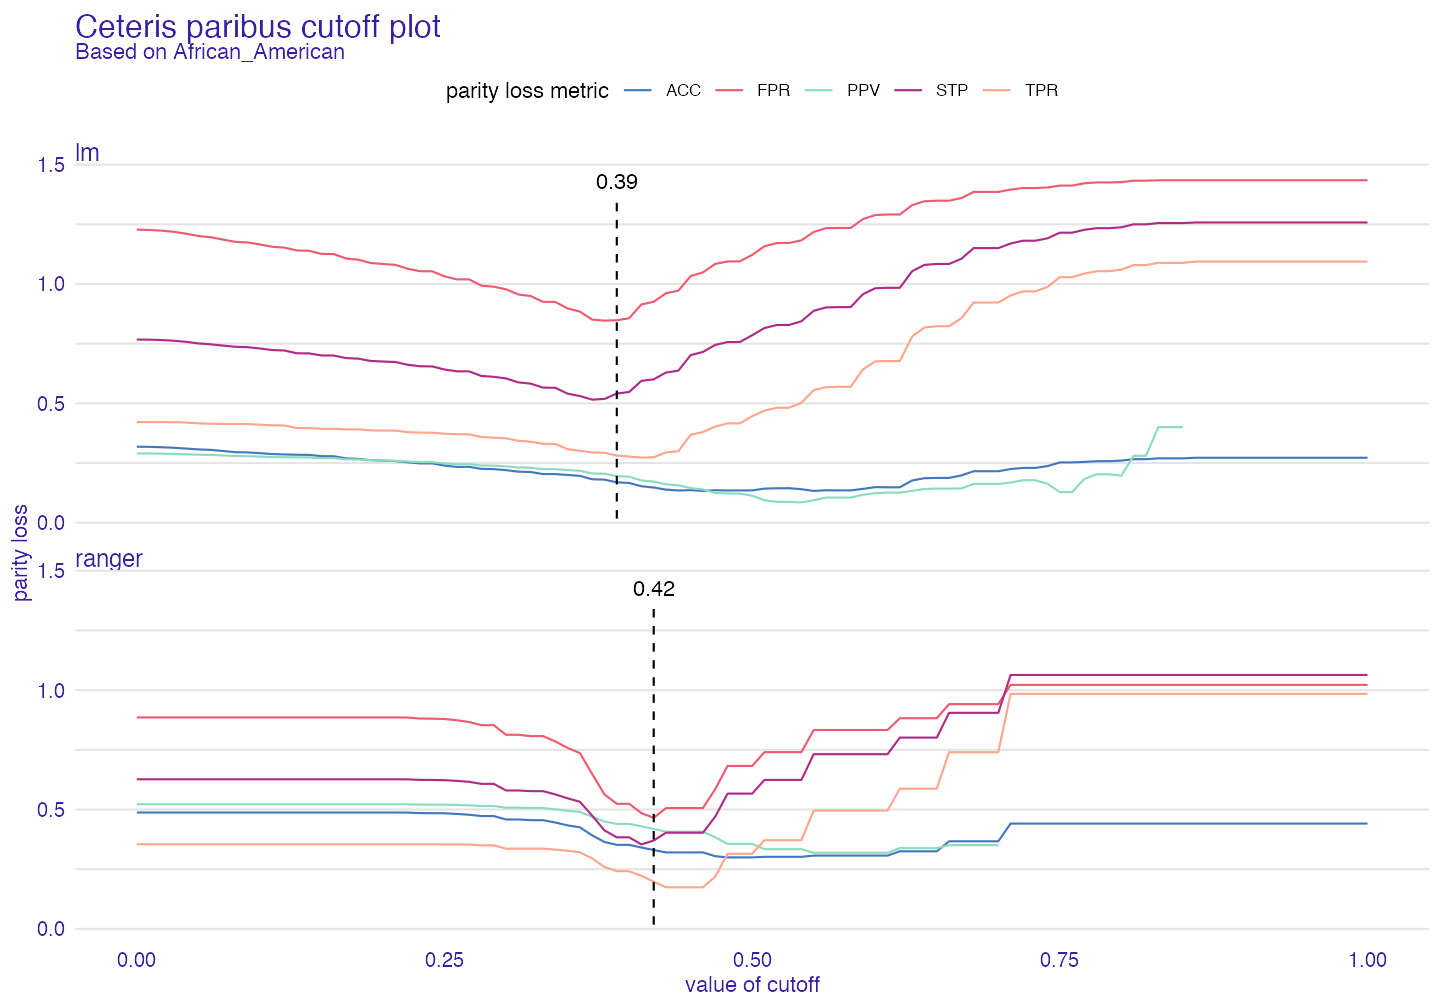 Ceteris paribus cutoff plot
Based on African_American
parity loss metric ACC FPR PPV STP TPR
lm
1.5
0.39
1.0
0.5
0.0
parity loss
ranger
1.5
0.42
1.0
0.5
0.0
0.00 0.25 0.50 0.75 1.00
value of cutoff